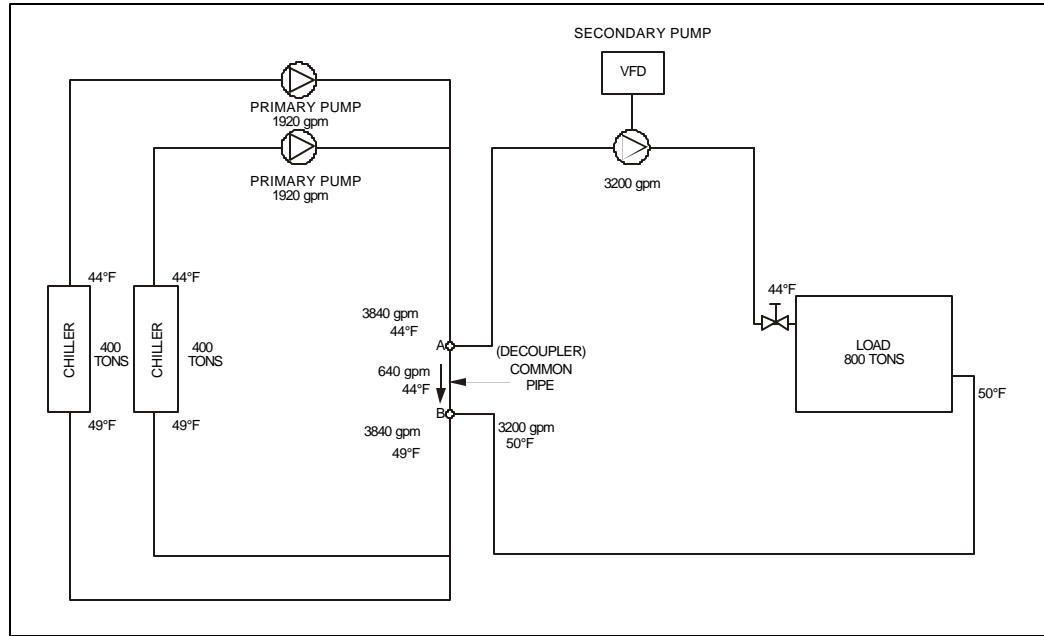 SECONDARY PUMP
VFD
PRIMARY PUMP
1920 gpm
PRIMARY PUMP
1920 gpm
3200 gpm
44°F
44°F
CHILLER
400
TONS
CHILLER
400
TONS
49°F
49°F
3840 gpm
44°F
A
(DECOUPLER)
COMMON
PIPE
640 gpm
44°F
B
3840 gpm
49°F
3200 gpm
50°F
44°F
LOAD
800 TONS
50°F